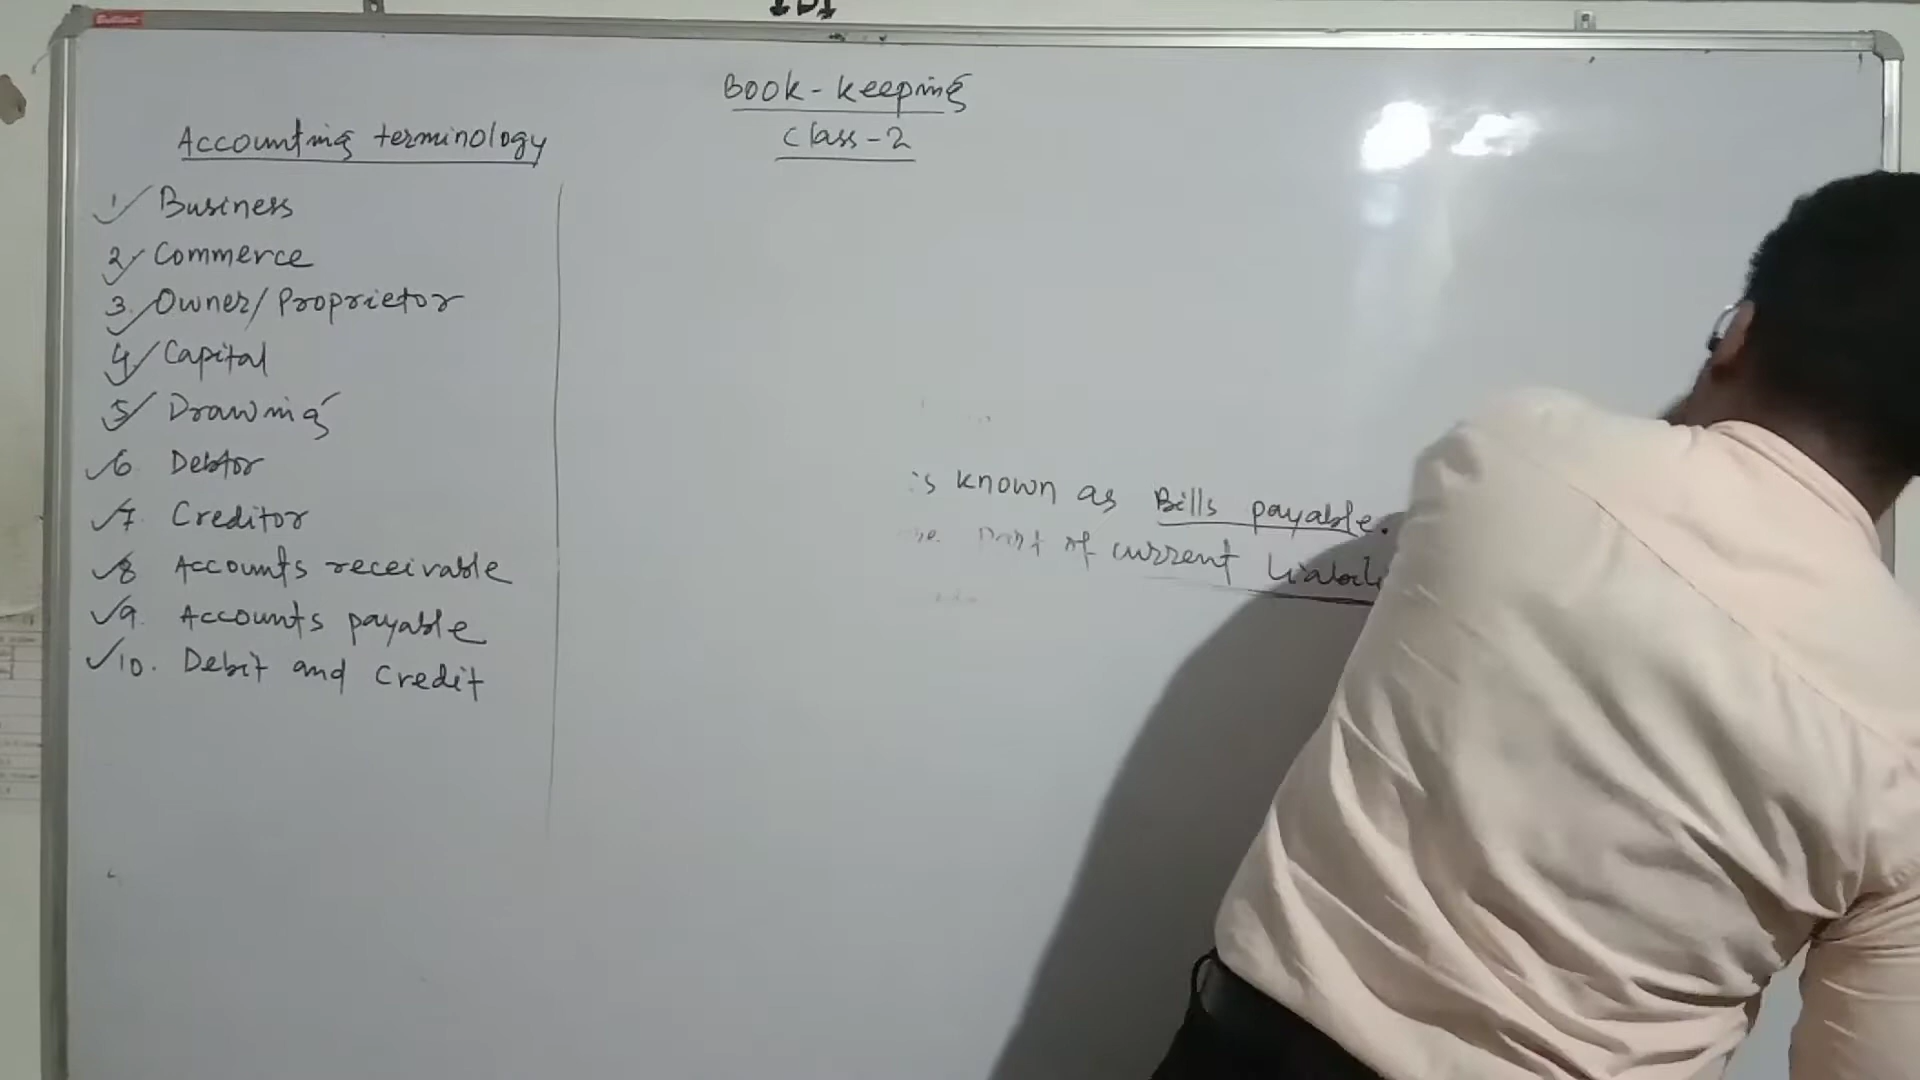 Book-keeping
Class-2
Accounting terminology
1 Business
2 Commerce
3. Owner/Proprietor
4 Capital
5 Drawing
6. Debtor
7. Creditor
8 Accounts receivable
9. Accounts payable
10. Debit and Credit
is known as Bills payable.
of current